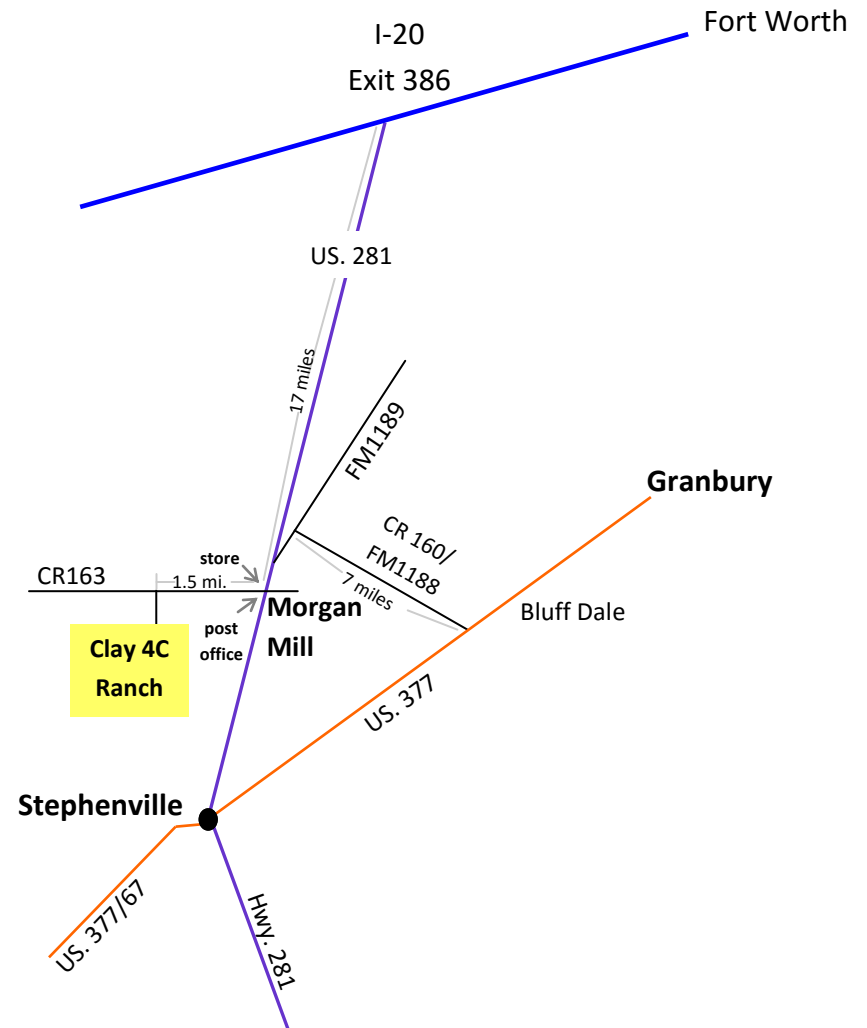 Fort Worth
I-20
Exit 386
US. 281
17 miles
FM1189
Granbury
CR 160/
FM1188
7 miles
store
CR163
1.5 mi.
Morgan
Mill
post
office
Bluff Dale
Clay 4C
Ranch
US. 377
Stephenville
US. 377/67
Hwy. 281